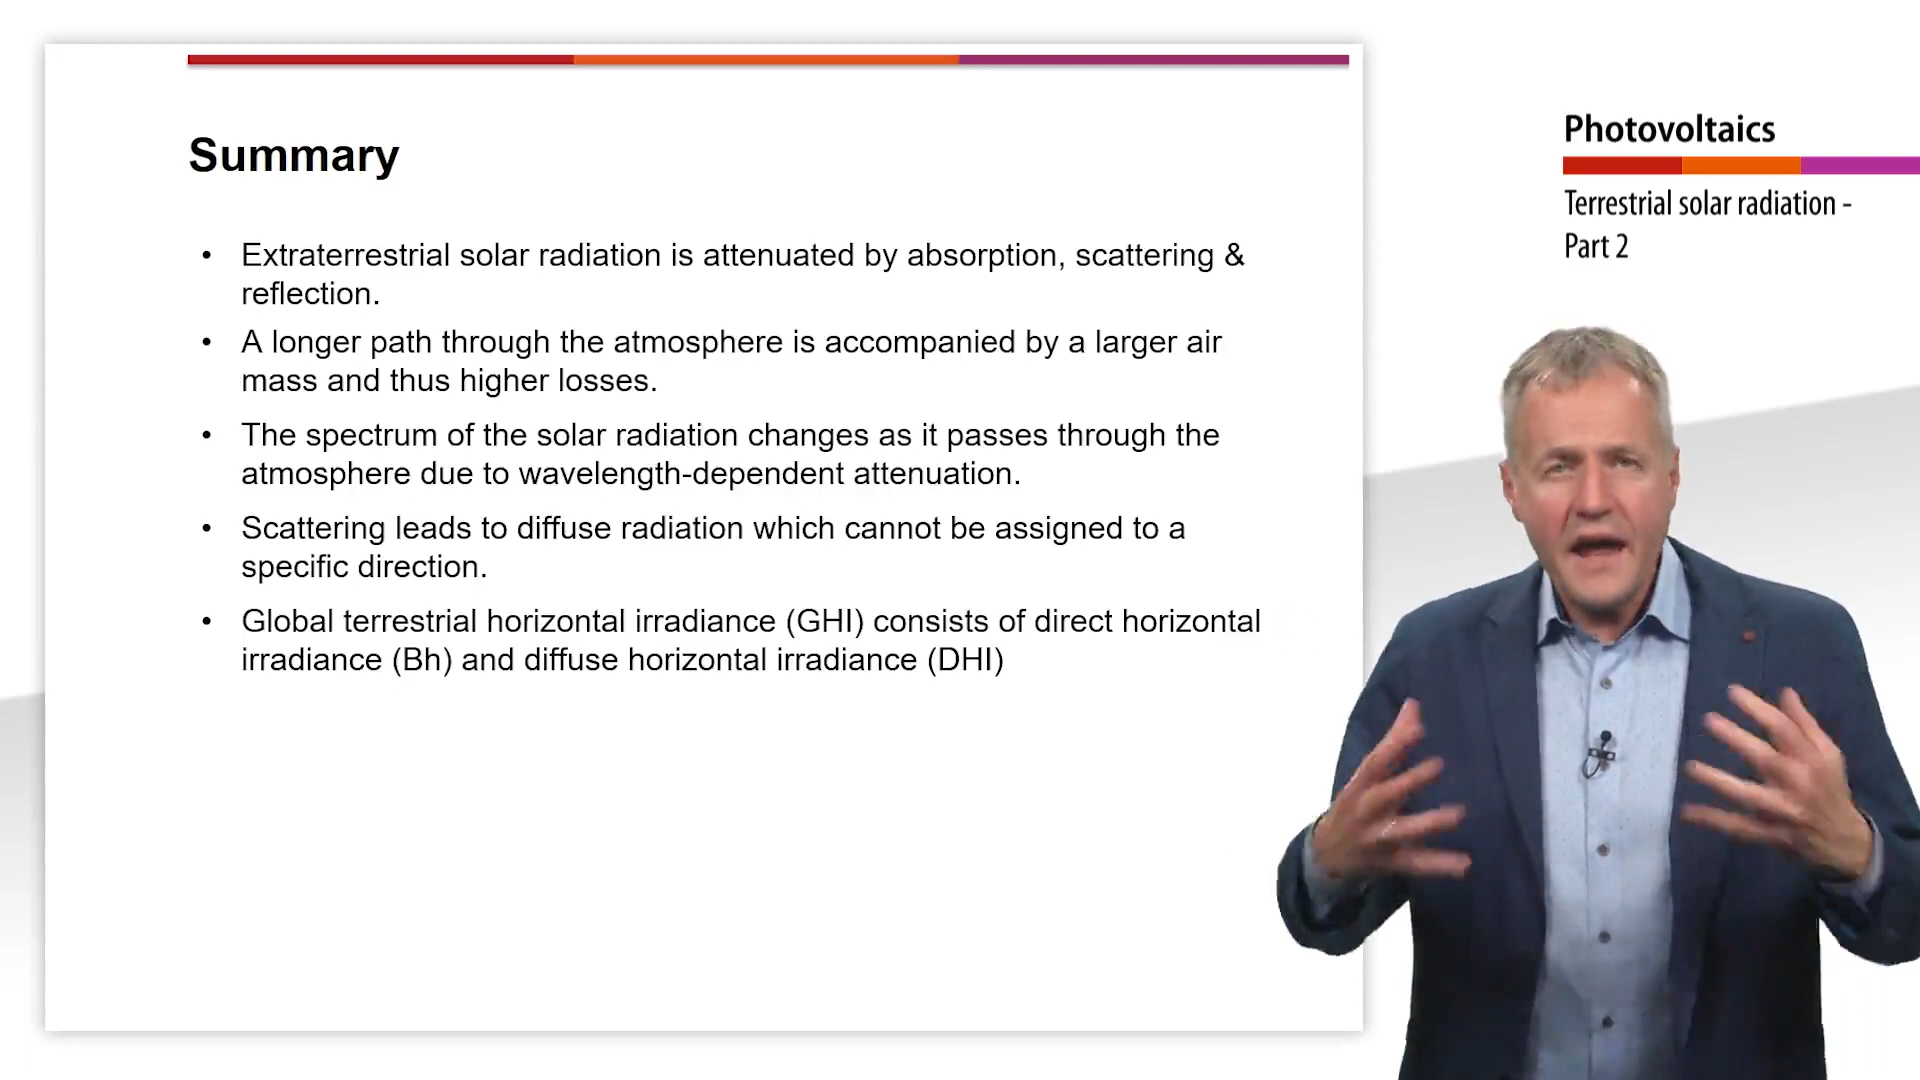 Summary
• Extraterrestrial solar radiation is attenuated by absorption, scattering &
reflection.
• A longer path through the atmosphere is accompanied by a larger air
mass and thus higher losses.
• The spectrum of the solar radiation changes as it passes through the
atmosphere due to wavelength-dependent attenuation.
• Scattering leads to diffuse radiation which cannot be assigned to a
specific direction.
• Global terrestrial horizontal irradiance (GHI) consists of direct horizontal
irradiance (Bh) and diffuse horizontal irradiance (DHI)
Photovoltaics
Terrestrial solar radiation -
Part 2